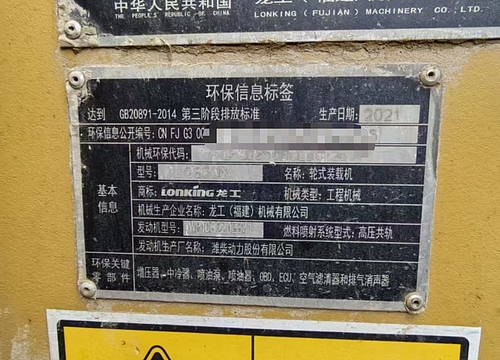 中华人民共和国
THE PEOPLE'S REPUBLIC OF CHINA
龙工(福建)
LONKING (FUJIAN) MACHINERY CO., LTD.
环保信息标签
达到 GB20891-2014 第三阶段排放标准 生产日期: 2021
环保信息公开编号: CN FJ G3 00
机械环保代码:
基本信息
型号: 名称: 轮式装载机
商标: LONKING 龙工 机械类型: 工程机械
机械生产企业名称: 龙工(福建)机械有限公司
发动机型号: 燃料喷射系统型式: 高压共轨
发动机生产厂名称: 潍柴动力股份有限公司
环保关键零部件
增压器、中冷器、喷油泵、喷油器、OBD、ECU、空气滤清器和排气消声器